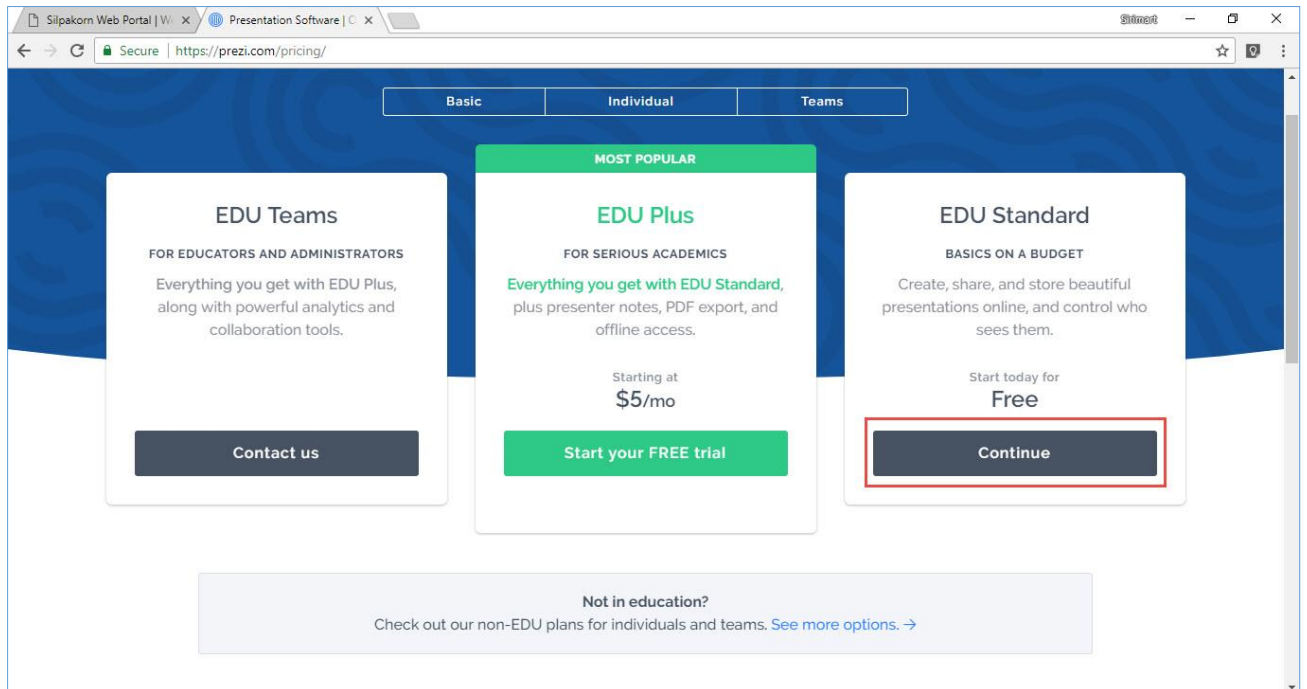 Silpakorn Web Portal | W
Presentation Software | C
Sirimart
Secure | https://prezi.com/pricing/
Basic
Individual
Teams
EDU Teams
FOR EDUCATORS AND ADMINISTRATORS
Everything you get with EDU Plus,
along with powerful analytics and
collaboration tools.
Contact us
MOST POPULAR
EDU Plus
FOR SERIOUS ACADEMICS
Everything you get with EDU Standard,
plus presenter notes, PDF export, and
offline access.
Starting at
$5/mo
Start your FREE trial
EDU Standard
BASICS ON A BUDGET
Create, share, and store beautiful
presentations online, and control who
sees them.
Start today for
Free
Continue
Not in education?
Check out our non-EDU plans for individuals and teams. See more options. →